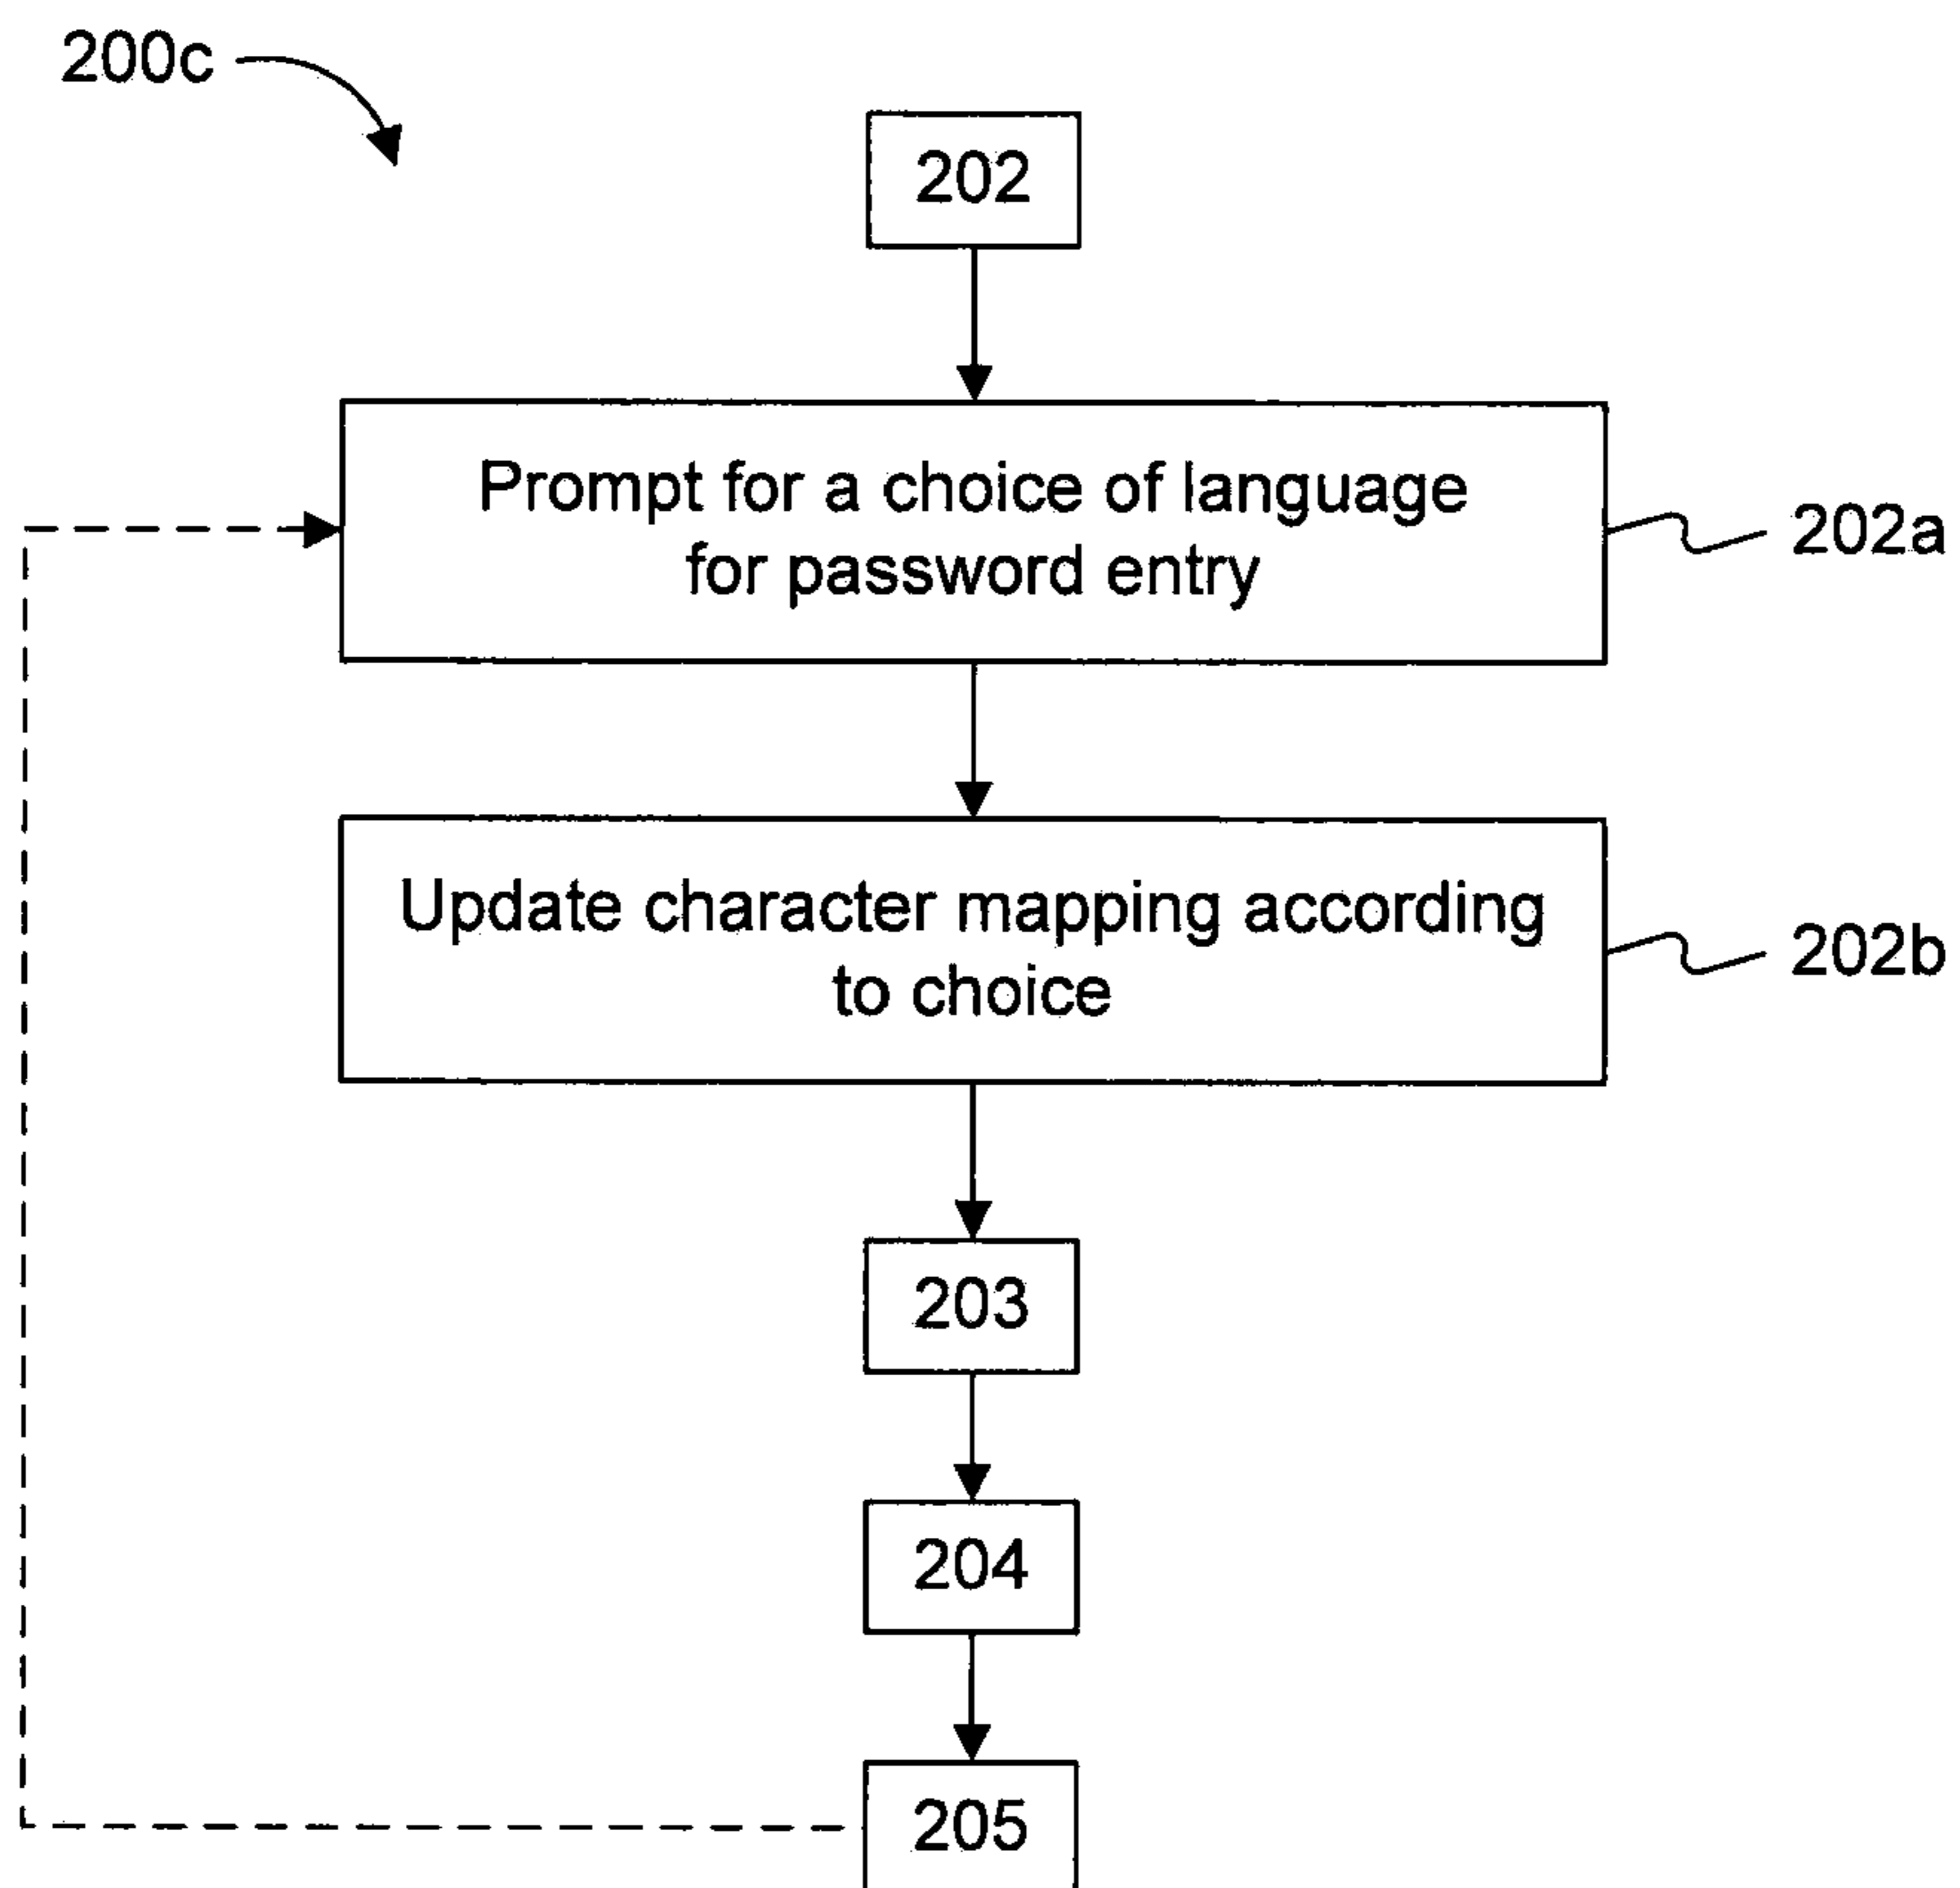 200c
202
Prompt for a choice of language
for password entry
202a
Update character mapping according
to choice
202b
203
204
205